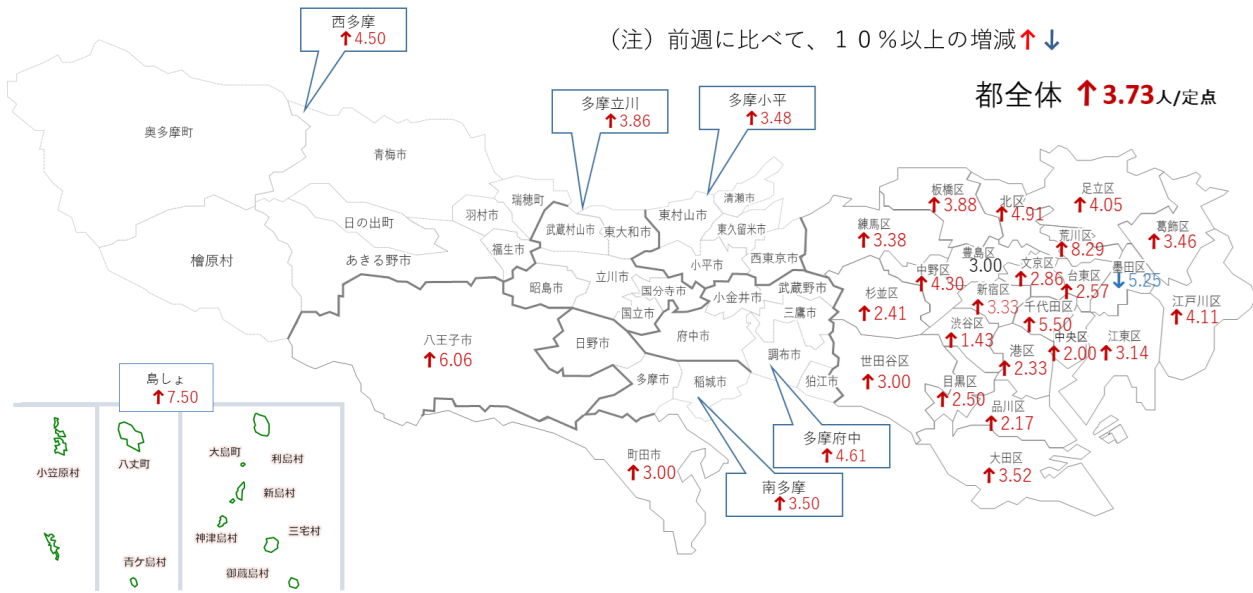 （注）前週に比べて、１０％以上の増減↑↓
都全体 ↑3.73人/定点
西多摩
↑4.50
多摩立川
↑3.86
多摩小平
↑3.48
奥多摩町
青梅市
瑞穂町
羽村市
日の出町
福生市
檜原村
あきる野市
武蔵村山市
東大和市
東村山市
清瀬市
東久留米市
小平市
西東京市
昭島市
立川市
国分寺市
国立市
小金井市
武蔵野市
三鷹市
八王子市
↑6.06
日野市
府中市
調布市
狛江市
多摩市
稲城市
町田市
↑3.00
多摩府中
↑4.61
南多摩
↑3.50
板橋区
↑3.88
北区
↑4.91
足立区
↑4.05
練馬区
↑3.38
豊島区
3.00
荒川区
↑8.29
葛飾区
↑3.46
中野区
↑4.30
文京区
↑2.86
台東区
↑2.57
墨田区
↓5.25
杉並区
↑2.41
新宿区
↑3.33
千代田区
↑5.50
江戸川区
↑4.11
渋谷区
↑1.43
港区
↑2.33
中央区
↑2.00
江東区
↑3.14
世田谷区
↑3.00
目黒区
↑2.50
品川区
↑2.17
大田区
↑3.52
島しょ
↑7.50
小笠原村
八丈町
青ケ島村
大島町
利島村
新島村
神津島村
三宅村
御蔵島村